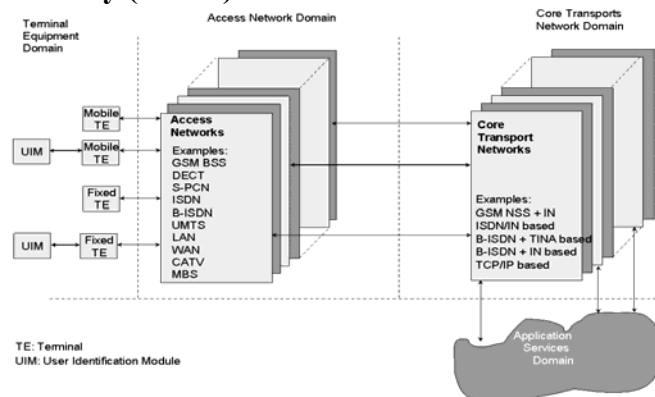 Terminal
Equipment
Domain
Access Network Domain
Core Transports
Network Domain
Mobile
TE
UIM
Mobile
TE
Fixed
TE
UIM
Fixed
TE
Access
Networks
Examples:
GSM BSS
DECT
S-PCN
ISDN
B-ISDN
UMTS
LAN
WAN
CATV
MBS
Core
Transport
Networks
Examples:
GSM NSS + IN
ISDN/IN based
B-ISDN + TINA based
B-ISDN + IN based
TCP/IP based
Application
Services
Domain
TE: Terminal
UIM: User Identification Module